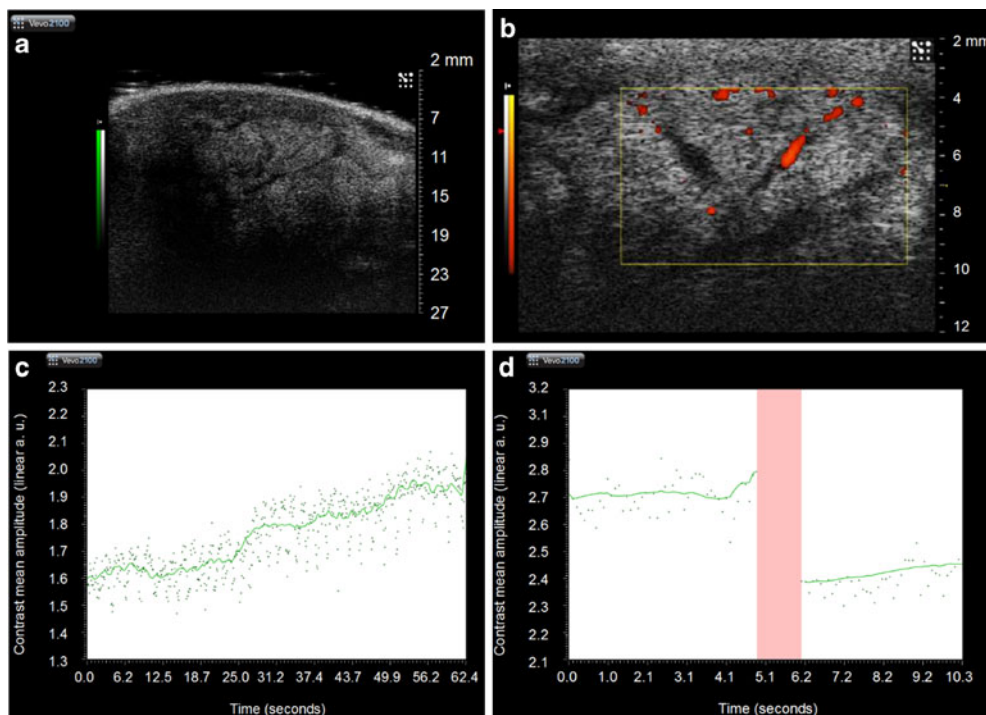 Vevo2100
a
2 mm
7
11
15
19
23
27
b
2 mm
4
6
8
10
12
Vevo2100
c
Contrast mean amplitude (linear a. u.)
2.3
2.2
2.1
2.0
1.9
1.8
1.7
1.6
1.5
1.4
1.3
0.0 6.2 12.5 18.7 25.0 31.2 37.4 43.7 49.9 56.2 62.4
Time (seconds)
Vevo2100
d
Contrast mean amplitude (linear a. u.)
3.2
3.1
2.9
2.8
2.7
2.6
2.5
2.4
2.3
2.2
2.1
0.0 1.0 2.1 3.1 4.1 5.1 6.2 7.2 8.2 9.2 10.3
Time (seconds)